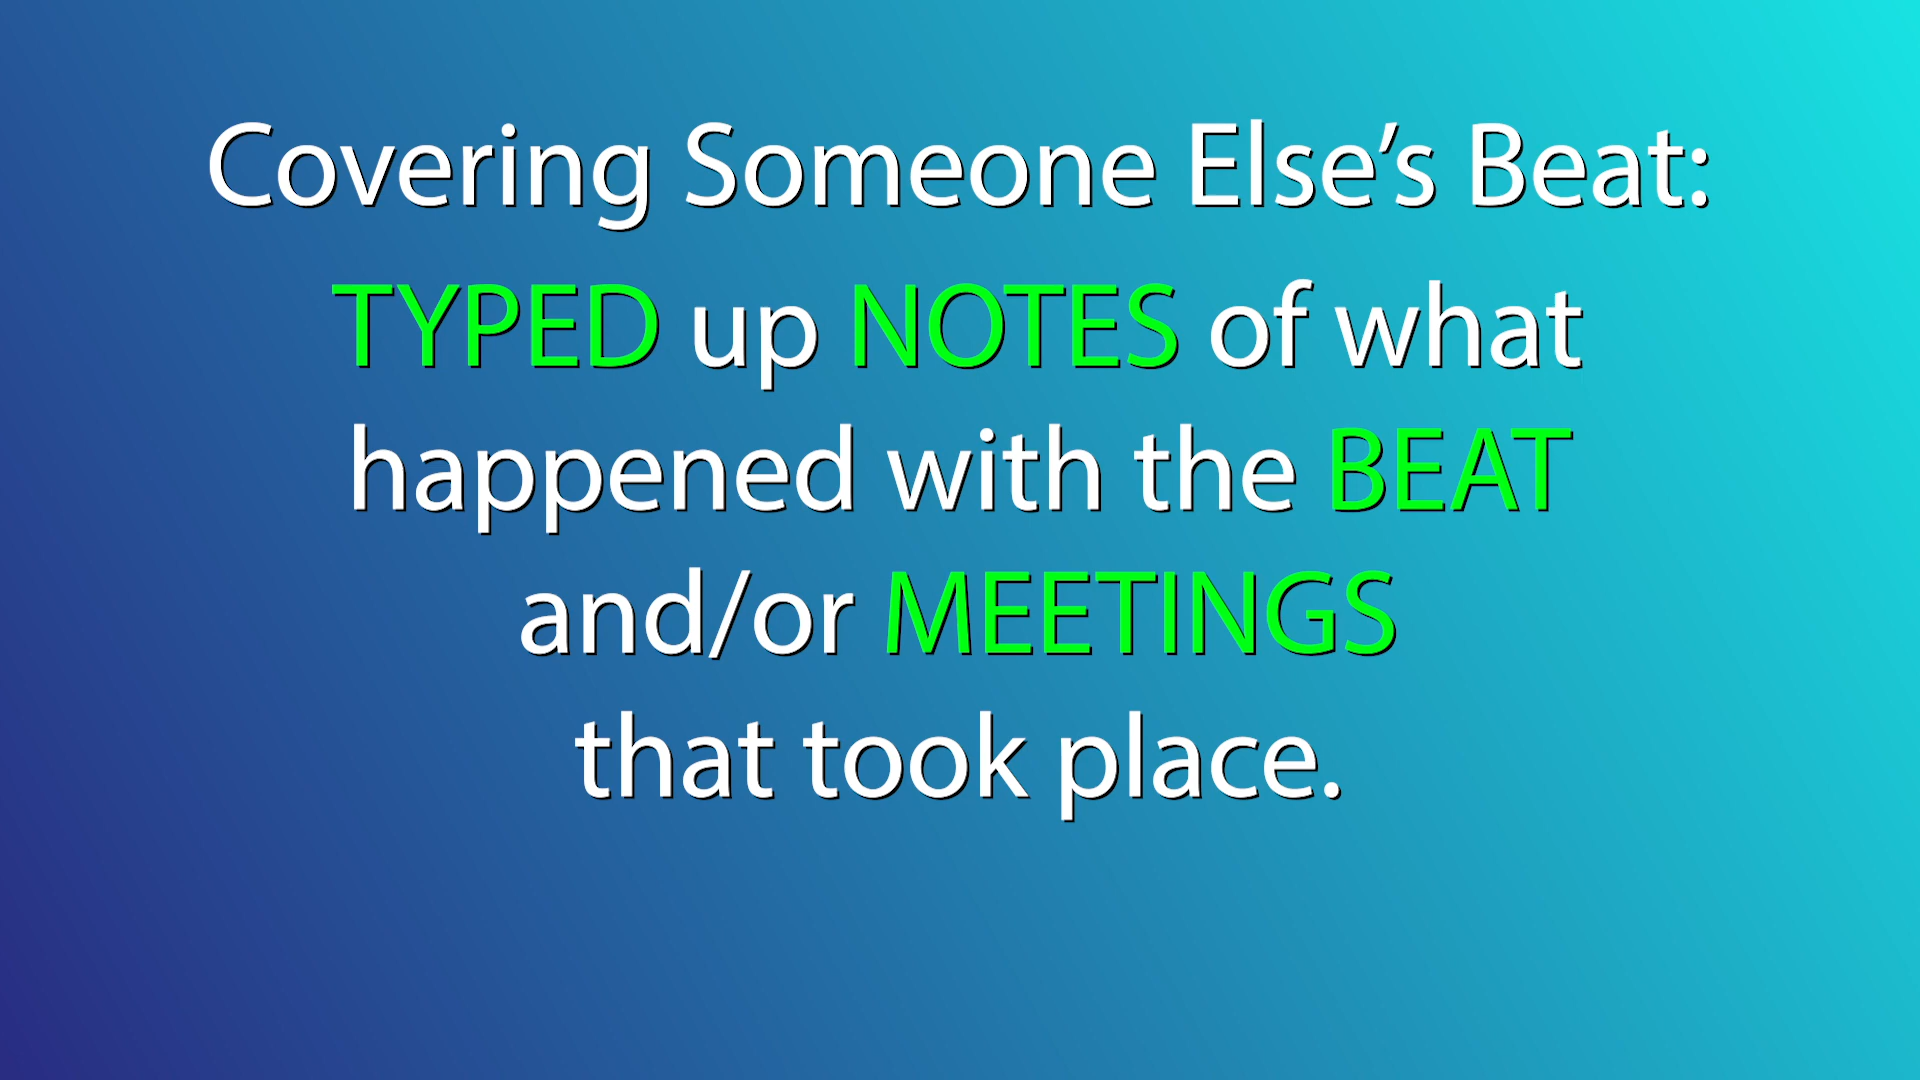 Covering Someone Else’s Beat:
TYPED up NOTES of what
happened with the BEAT
and/or MEETINGS
that took place.